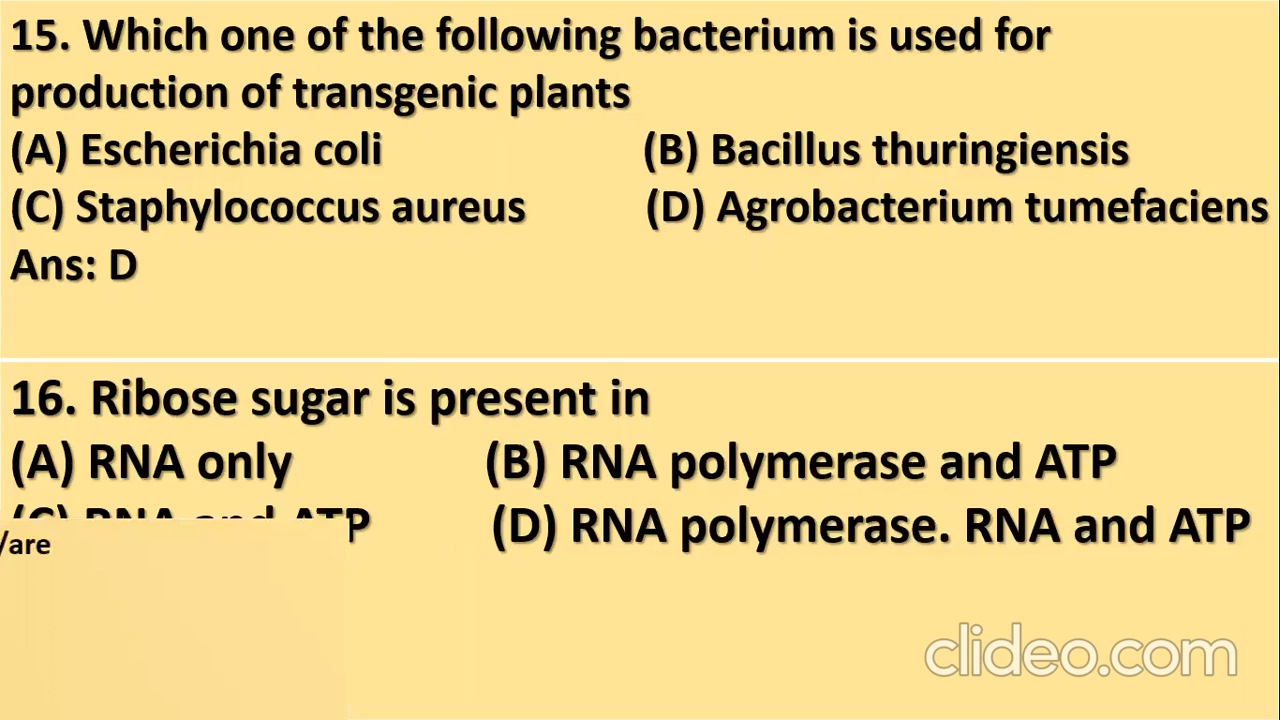 15. Which one of the following bacterium is used for
production of transgenic plants
(A) Escherichia coli (B) Bacillus thuringiensis
(C) Staphylococcus aureus (D) Agrobacterium tumefaciens
Ans: D
16. Ribose sugar is present in
(A) RNA only (B) RNA polymerase and ATP
(C) RNA and ATP (D) RNA polymerase. RNA and ATP
/are
clideo.com